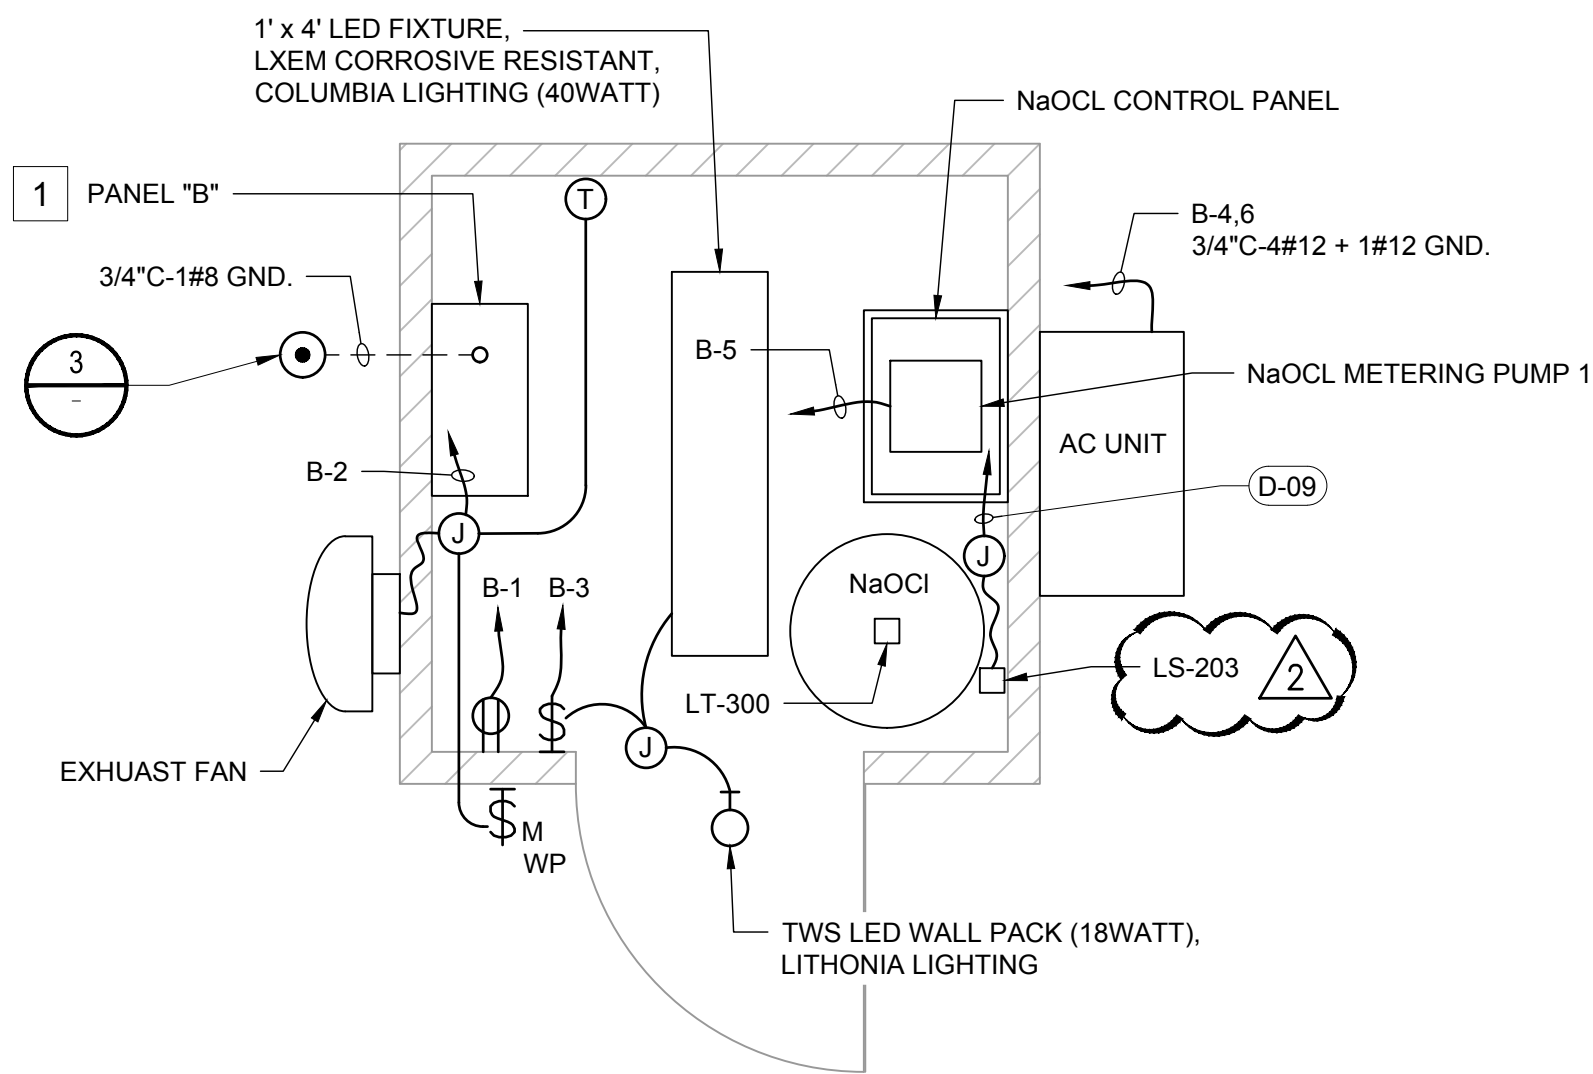 1' x 4' LED FIXTURE,
LXEM CORROSIVE RESISTANT,
COLUMBIA LIGHTING (40WATT)
NaOCL CONTROL PANEL
1
PANEL "B"
T
B-4,6
3/4"C-4#12 + 1#12 GND.
3/4"C-1#8 GND.
3
-
B-5
NaOCL METERING PUMP 1
AC UNIT
B-2
D-09
J
J
B-1
B-3
NaOCl
LS-203
2
LT-300
J
EXHUAST FAN
M
WP
TWS LED WALL PACK (18WATT),
LITHONIA LIGHTING